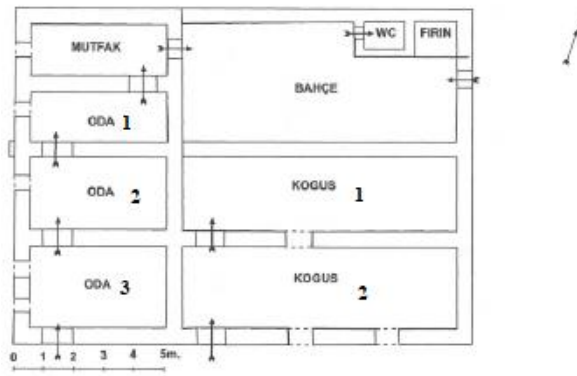 MUTFAK
WC
FIRIN
BAHÇE
ODA 1
ODA 2
KOGUS 1
ODA 3
KOGUS 2
0 1 2 3 4 5m.